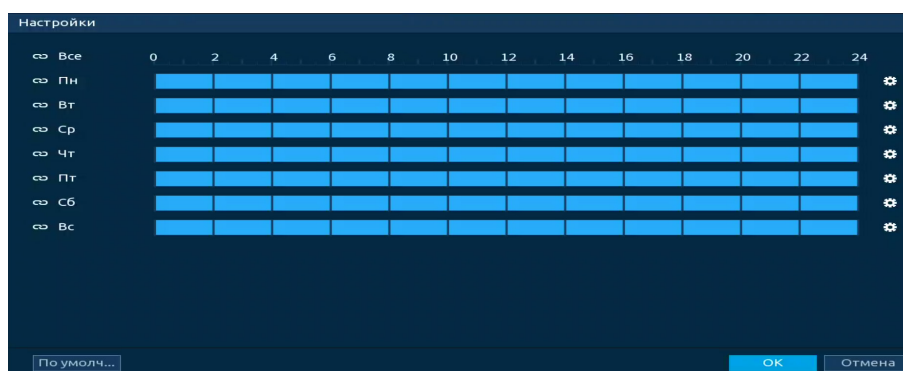 Настройки
Все 0 2 4 6 8 10 12 14 16 18 20 22 24
Пн
Вт
Ср
Чт
Пт
Сб
Вс
По умолч... OK Отмена